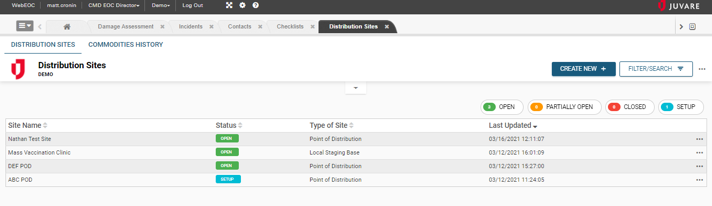 WebEOC matt.cronin CMD EOC Director Demo Log Out JUVARE
Damage Assessment Incidents Contacts Checklists Distribution Sites
DISTRIBUTION SITES COMMODITIES HISTORY
Distribution Sites
DEMO
CREATE NEW + FILTER/SEARCH
3 OPEN 0 PARTIALLY OPEN 0 CLOSED 1 SETUP
Site Name Status Type of Site Last Updated
Nathan Test Site OPEN Point of Distribution 03/16/2021 12:11:07
Mass Vaccination Clinic OPEN Local Staging Base 03/12/2021 16:01:09
DEF POD OPEN Point of Distribution 03/12/2021 15:27:00
ABC POD SETUP Point of Distribution 03/12/2021 11:24:05